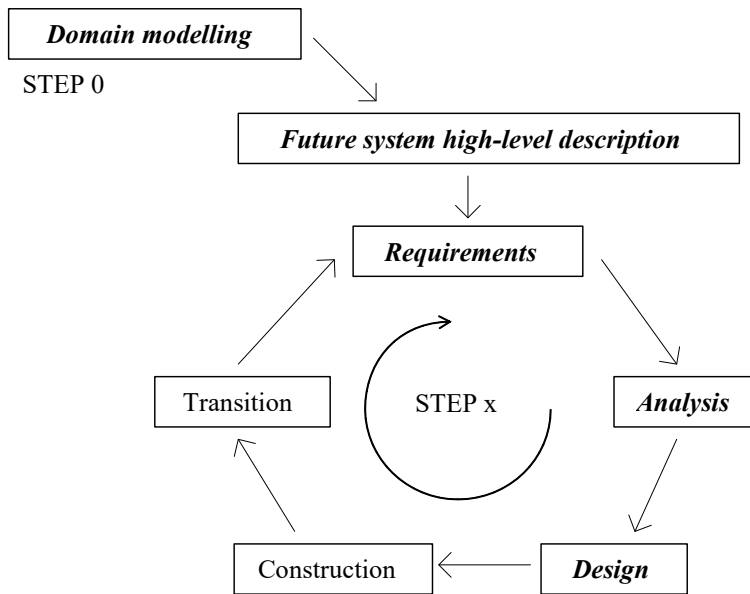 Domain modelling
STEP 0
Future system high-level description
Requirements
Transition
STEP x
Analysis
Construction
Design